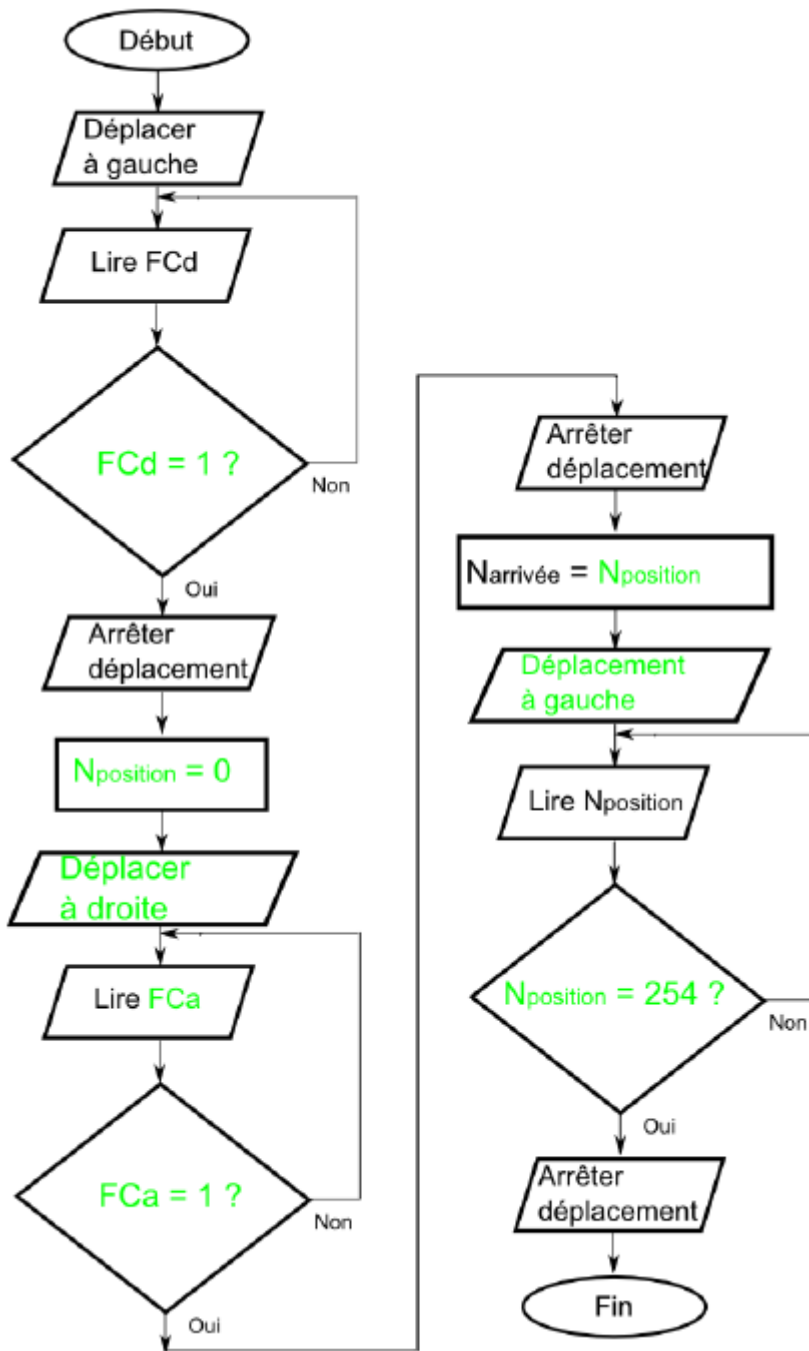 Début
Déplacer
à gauche
Lire FCd
FCd = 1 ?
Non
Oui
Arrêter
déplacement
Nposition = 0
Déplacer
à droite
Lire FCa
FCa = 1 ?
Non
Oui
Arrêter
déplacement
Narrivée = Nposition
Déplacement
à gauche
Lire Nposition
Nposition = 254 ?
Non
Oui
Arrêter
déplacement
Fin